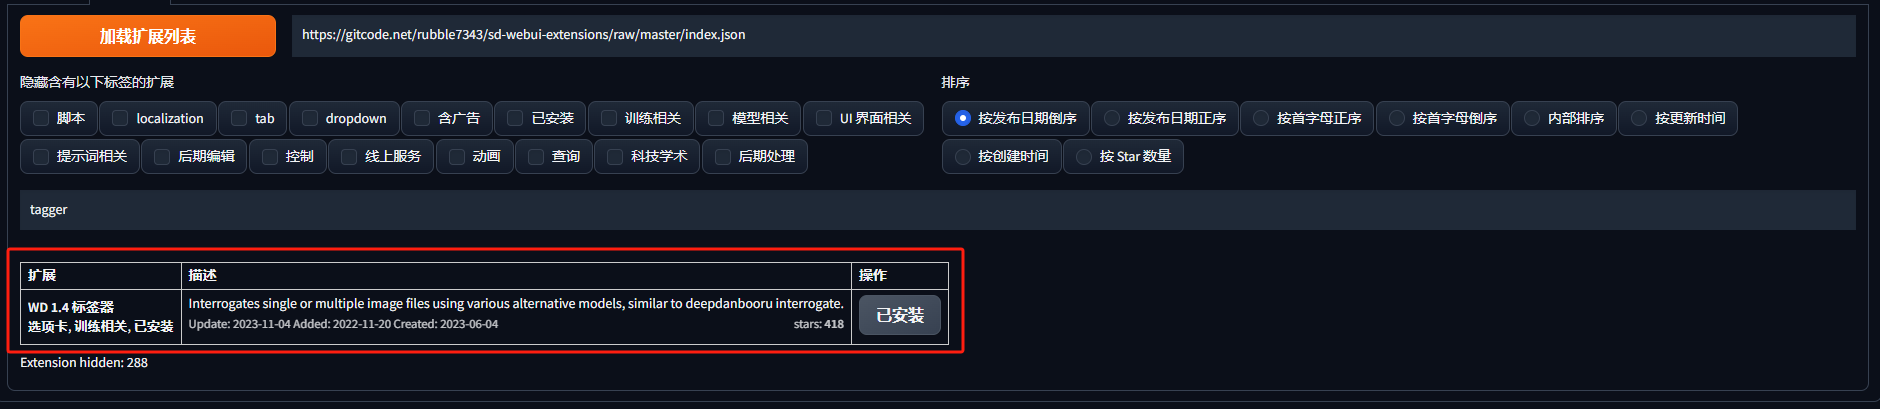 加载扩展列表
https://gitcode.net/rubble7343/sd-webui-extensions/raw/master/index.json
隐藏含有以下标签的扩展
脚本 localization tab dropdown 含广告 已安装 训练相关 模型相关 UI 界面相关
提示词相关 后期编辑 控制 线上服务 动画 查询 科技学术 后期处理
排序
按发布日期倒序 按发布日期正序 按首字母正序 按首字母倒序 内部排序 按更新时间
按创建时间 按 Star 数量
tagger
扩展 描述 操作
WD 1.4 标签器
选项卡, 训练相关, 已安装
Interrogates single or multiple image files using various alternative models, similar to deepdanbooru interrogate.
Update: 2023-11-04 Added: 2022-11-20 Created: 2023-06-04 stars: 418
已安装
Extension hidden: 288